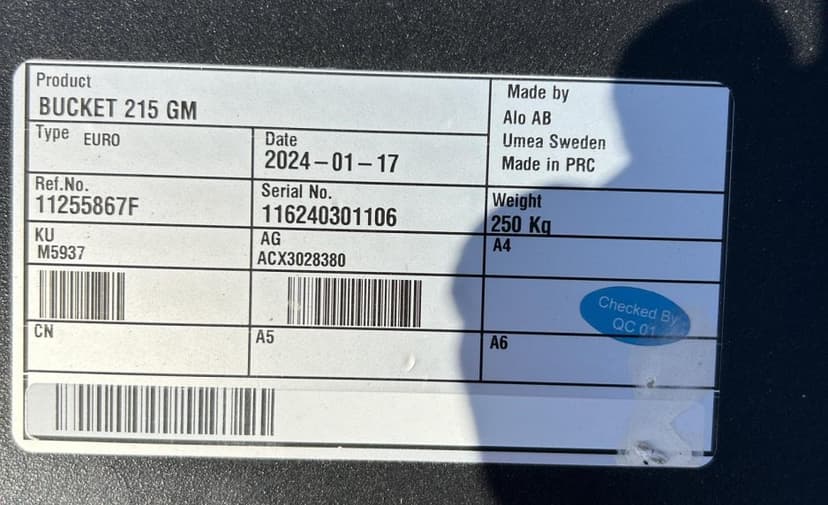 Product
BUCKET 215 GM
Made by
Alo AB
Umea Sweden
Made in PRC
Type EURO
Date
2024-01-17
Ref.No.
11255867F
Serial No.
116240301106
Weight
250 Kg
KU
M5937
AG
ACX3028380
A4
Checked By
QC 01
CN
A5
A6